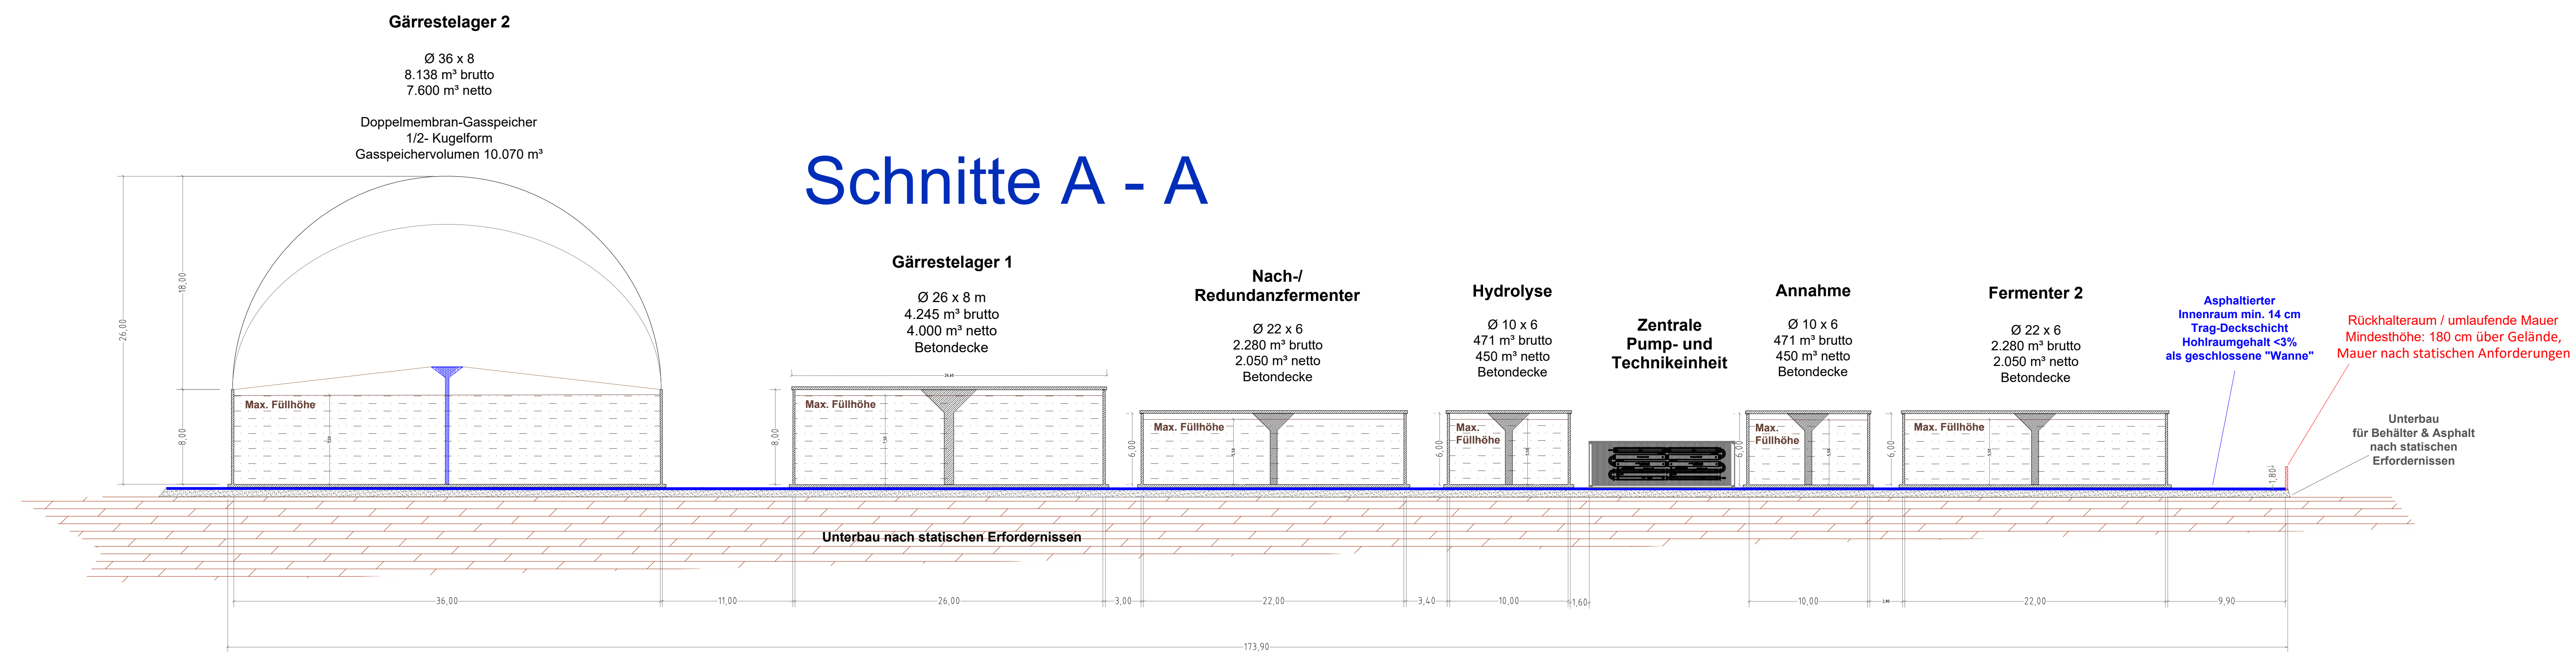 Gärrestelager 2
Ø 36 x 8
8.138 m³ brutto
7.600 m³ netto
Doppelmembran-Gasspeicher
1/2- Kugelform
Gasspeichervolumen 10.070 m³
Schnitte A - A
Gärrestelager 1
Ø 26 x 8 m
4.245 m³ brutto
4.000 m³ netto
Betondecke
Nach-/
Redundanzfermenter
Ø 22 x 6
2.280 m³ brutto
2.050 m³ netto
Betondecke
Hydrolyse
Ø 10 x 6
471 m³ brutto
450 m³ netto
Betondecke
Zentrale
Pump- und
Technikeinheit
Annahme
Ø 10 x 6
471 m³ brutto
450 m³ netto
Betondecke
Fermenter 2
Ø 22 x 6
2.280 m³ brutto
2.050 m³ netto
Betondecke
Asphaltierter
Innenraum min. 14 cm
Trag-Deckschicht
Hohlraumgehalt <3%
als geschlossene "Wanne"
Rückhalteraum / umlaufende Mauer
Mindesthöhe: 180 cm über Gelände,
Mauer nach statischen Anforderungen
Unterbau
für Behälter & Asphalt
nach statischen
Erfordernissen
26,00
18,00
8,00
Max. Füllhöhe
8,00
Max. Füllhöhe
6,00
Max. Füllhöhe
6,00
Max.
Füllhöhe
6,00
Max.
Füllhöhe
6,00
Max. Füllhöhe
1,80
Unterbau nach statischen Erfordernissen
36,00
11,00
26,00
3,00
22,00
3,40
10,00
1,60
10,00
22,00
9,90
173,90